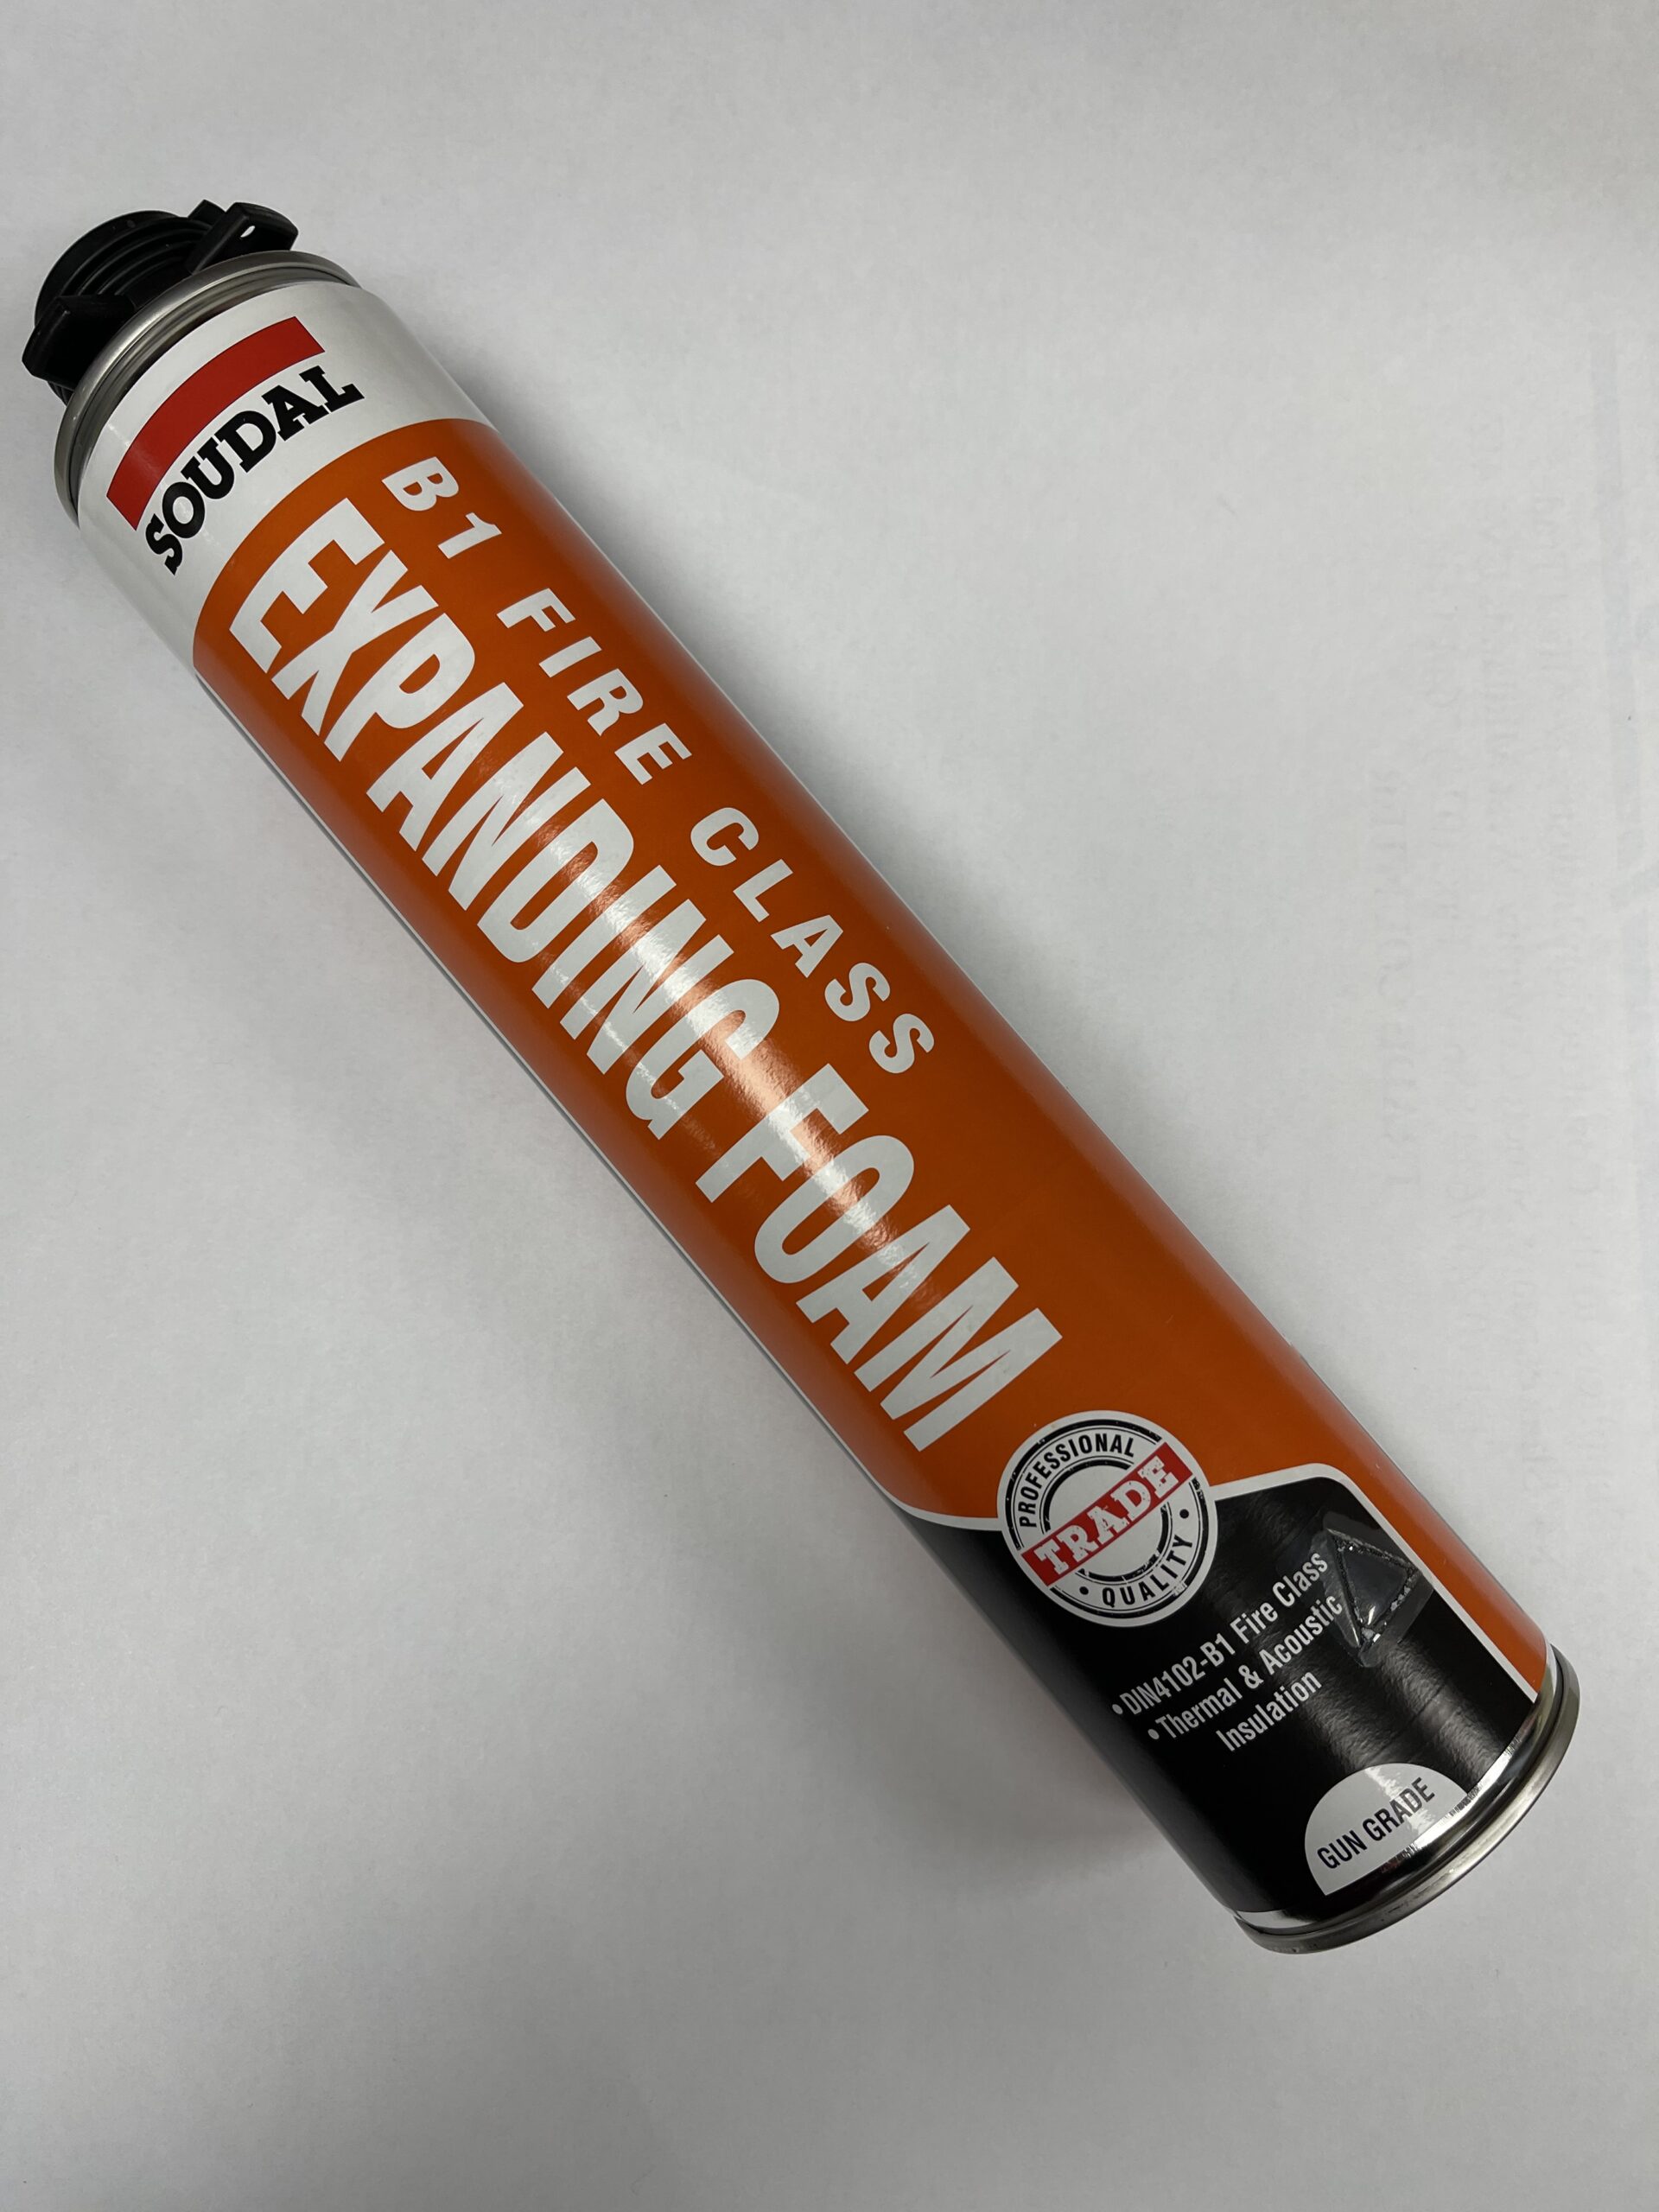 SOUDAL
B1 FIRE CLASS
EXPANDING FOAM
PROFESSIONAL
TRADE
• QUALITY •
• DIN4102-B1 Fire Class
• Thermal & Acoustic
Insulation
GUN GRADE